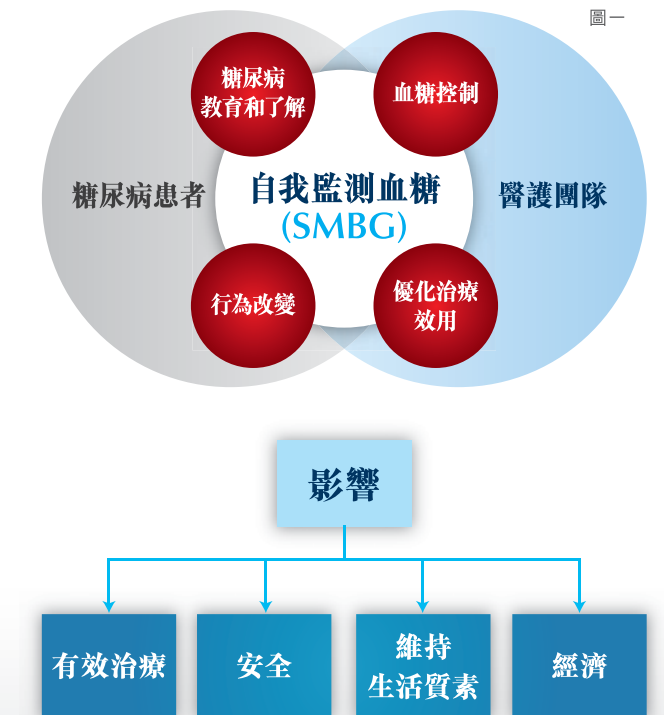 圖一
糖尿病
教育和了解
血糖控制
糖尿病患者
自我監測血糖
(SMBG)
醫護團隊
行為改變
優化治療
效用
影響
有效治療
安全
維持
生活質素
經濟